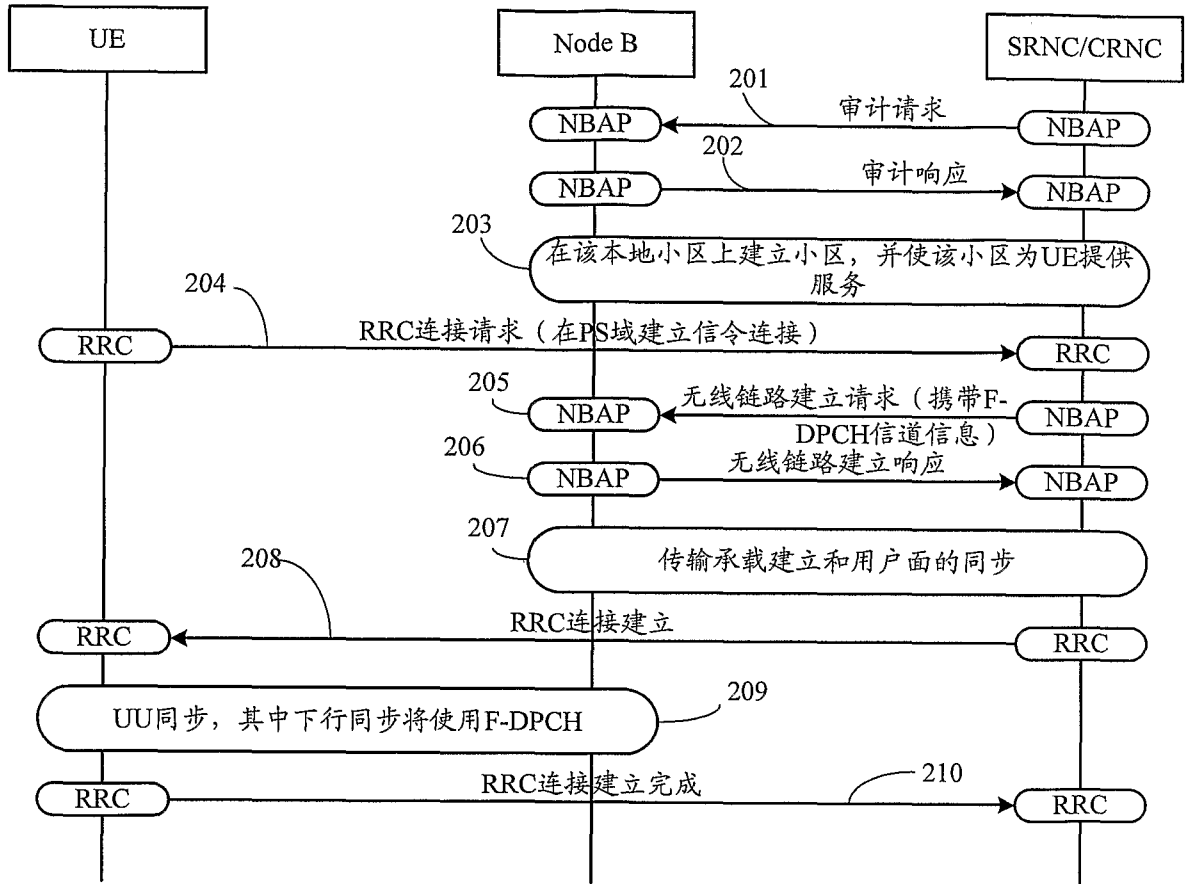 UE
Node B
SRNC/CRNC
201
审计请求
NBAP
NBAP
202
审计响应
NBAP
NBAP
203
在该本地小区上建立小区，并使该小区为UE提供
服务
204
RRC连接请求（在PS域建立信令连接）
RRC
RRC
205
无线链路建立请求（携带F-
DPCH信道信息）
NBAP
NBAP
206
无线链路建立响应
NBAP
NBAP
207
传输承载建立和用户面的同步
208
RRC连接建立
RRC
RRC
UU同步，其中下行同步将使用F-DPCH
209
RRC连接建立完成
210
RRC
RRC